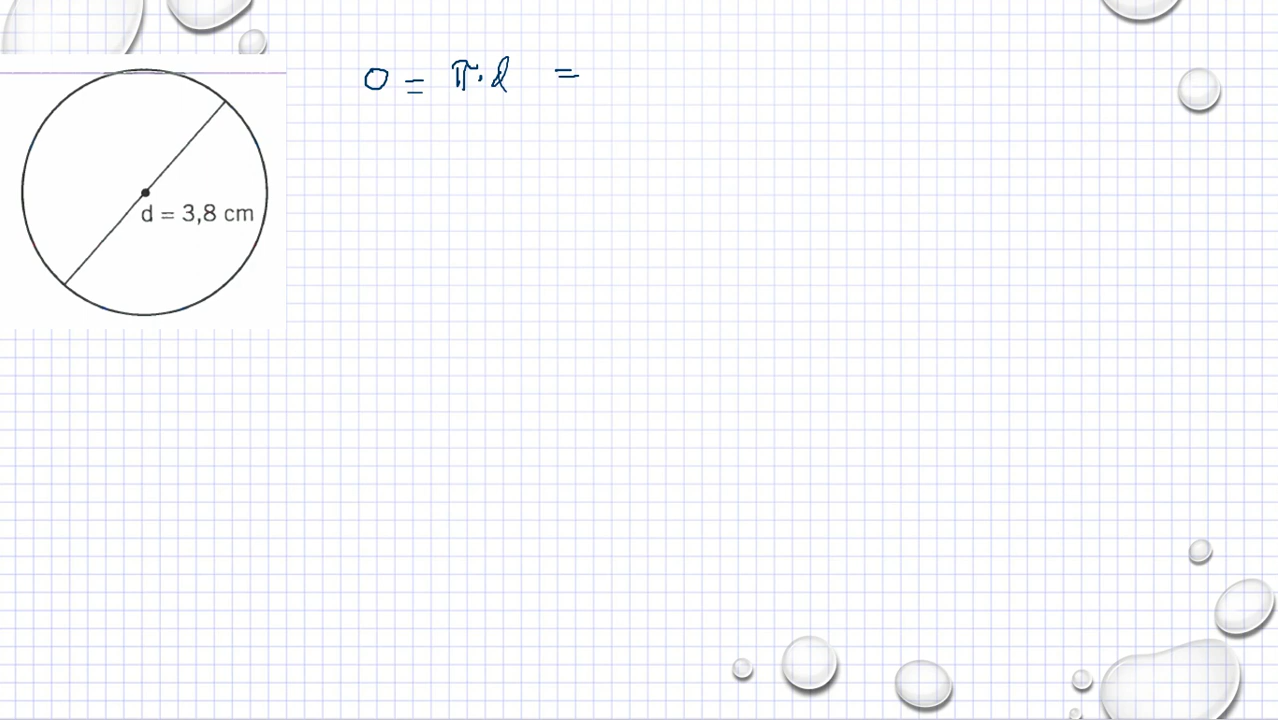 O = π · d =
d = 3,8 cm